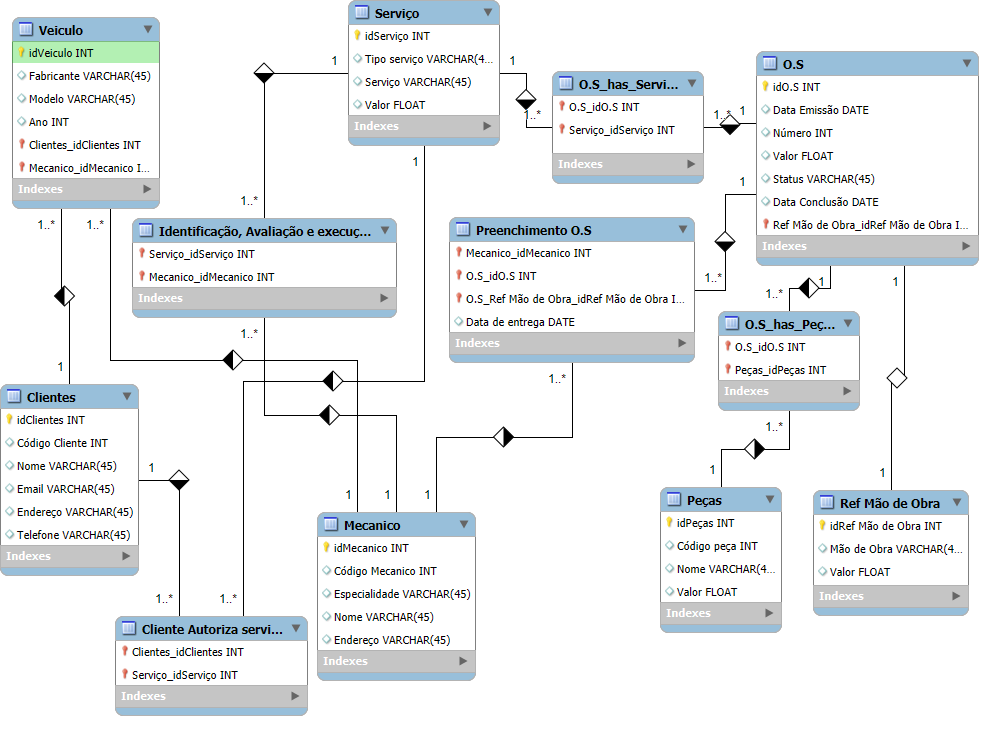 Veiculo
idVeiculo INT
Fabricante VARCHAR(45)
Modelo VARCHAR(45)
Ano INT
Clientes_idClientes INT
Mecanico_idMecanico I...
Indexes
Serviço
idServiço INT
Tipo serviço VARCHAR(4...
Serviço VARCHAR(45)
Valor FLOAT
Indexes
O.S_has_Servi...
O.S_idO.S INT
Serviço_idServiço INT
Indexes
O.S
idO.S INT
Data Emissão DATE
Número INT
Valor FLOAT
Status VARCHAR(45)
Data Conclusão DATE
Ref Mão de Obra_idRef Mão de Obra I...
Indexes
1
1
1..*
1..*
1
1
1
1..*
1..*
1..*
1..*
Identificação, Avaliação e execuç...
Serviço_idServiço INT
Mecanico_idMecanico INT
Indexes
Preenchimento O.S
Mecanico_idMecanico INT
O.S_idO.S INT
O.S_Ref Mão de Obra_idRef Mão de Obra I...
Data de entrega DATE
Indexes
1
1
1..*
O.S_has_Peç...
O.S_idO.S INT
Peças_idPeças INT
Indexes
1..*
1
1..*
1..*
Clientes
idClientes INT
Código Cliente INT
Nome VARCHAR(45)
Email VARCHAR(45)
Endereço VARCHAR(45)
Telefone VARCHAR(45)
Indexes
1
1
1
1
1
1
1..*
1..*
Mecanico
idMecanico INT
Código Mecanico INT
Especialidade VARCHAR(45)
Nome VARCHAR(45)
Endereço VARCHAR(45)
Indexes
Peças
idPeças INT
Código peça INT
Nome VARCHAR(4...
Valor FLOAT
Indexes
Ref Mão de Obra
idRef Mão de Obra INT
Mão de Obra VARCHAR(4...
Valor FLOAT
Indexes
Cliente Autoriza servi...
Clientes_idClientes INT
Serviço_idServiço INT
Indexes